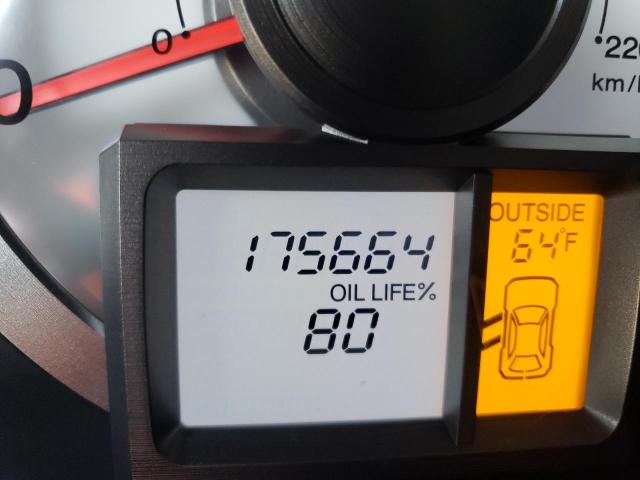 0
220
km/h
175664
OIL LIFE%
80
OUTSIDE
64°F